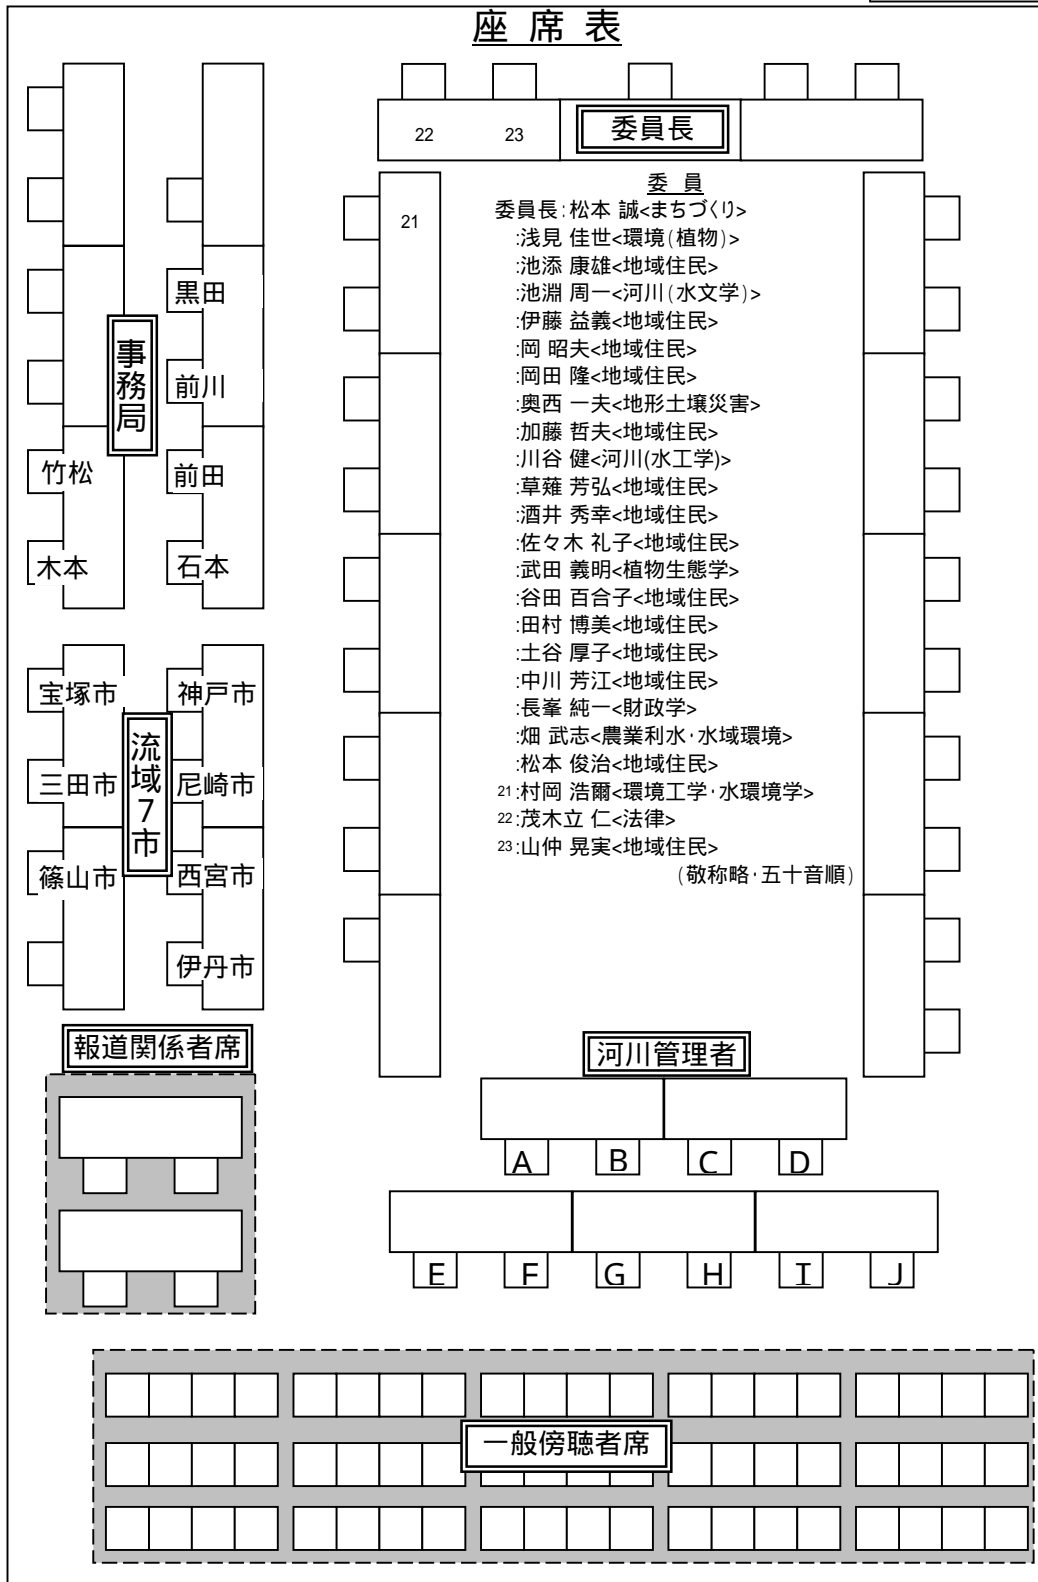 座 席 表
22
23
委員長
21
委 員
委員長:松本 誠<まちづくり>
:浅見 佳世<環境(植物)>
:池添 康雄<地域住民>
:池淵 周一<河川(水文学)>
:伊藤 益義<地域住民>
:岡 昭夫<地域住民>
:岡田 隆<地域住民>
:奥西 一夫<地形土壌災害>
:加藤 哲夫<地域住民>
:川谷 健<河川(水工学)>
:草薙 芳弘<地域住民>
:酒井 秀幸<地域住民>
:佐々木 礼子<地域住民>
:武田 義明<植物生態学>
:谷田 百合子<地域住民>
:田村 博美<地域住民>
:土谷 厚子<地域住民>
:中川 芳江<地域住民>
:長峯 純一<財政学>
:畑 武志<農業利水・水域環境>
:松本 俊治<地域住民>
21:村岡 浩爾<環境工学・水環境学>
22:茂木立 仁<法律>
23:山仲 晃実<地域住民>
(敬称略・五十音順)
事務局
黒田
前川
竹松
前田
木本
石本
流域7市
宝塚市
神戸市
三田市
尼崎市
篠山市
西宮市
伊丹市
報道関係者席
河川管理者
A
B
C
D
E
F
G
H
I
J
一般傍聴者席